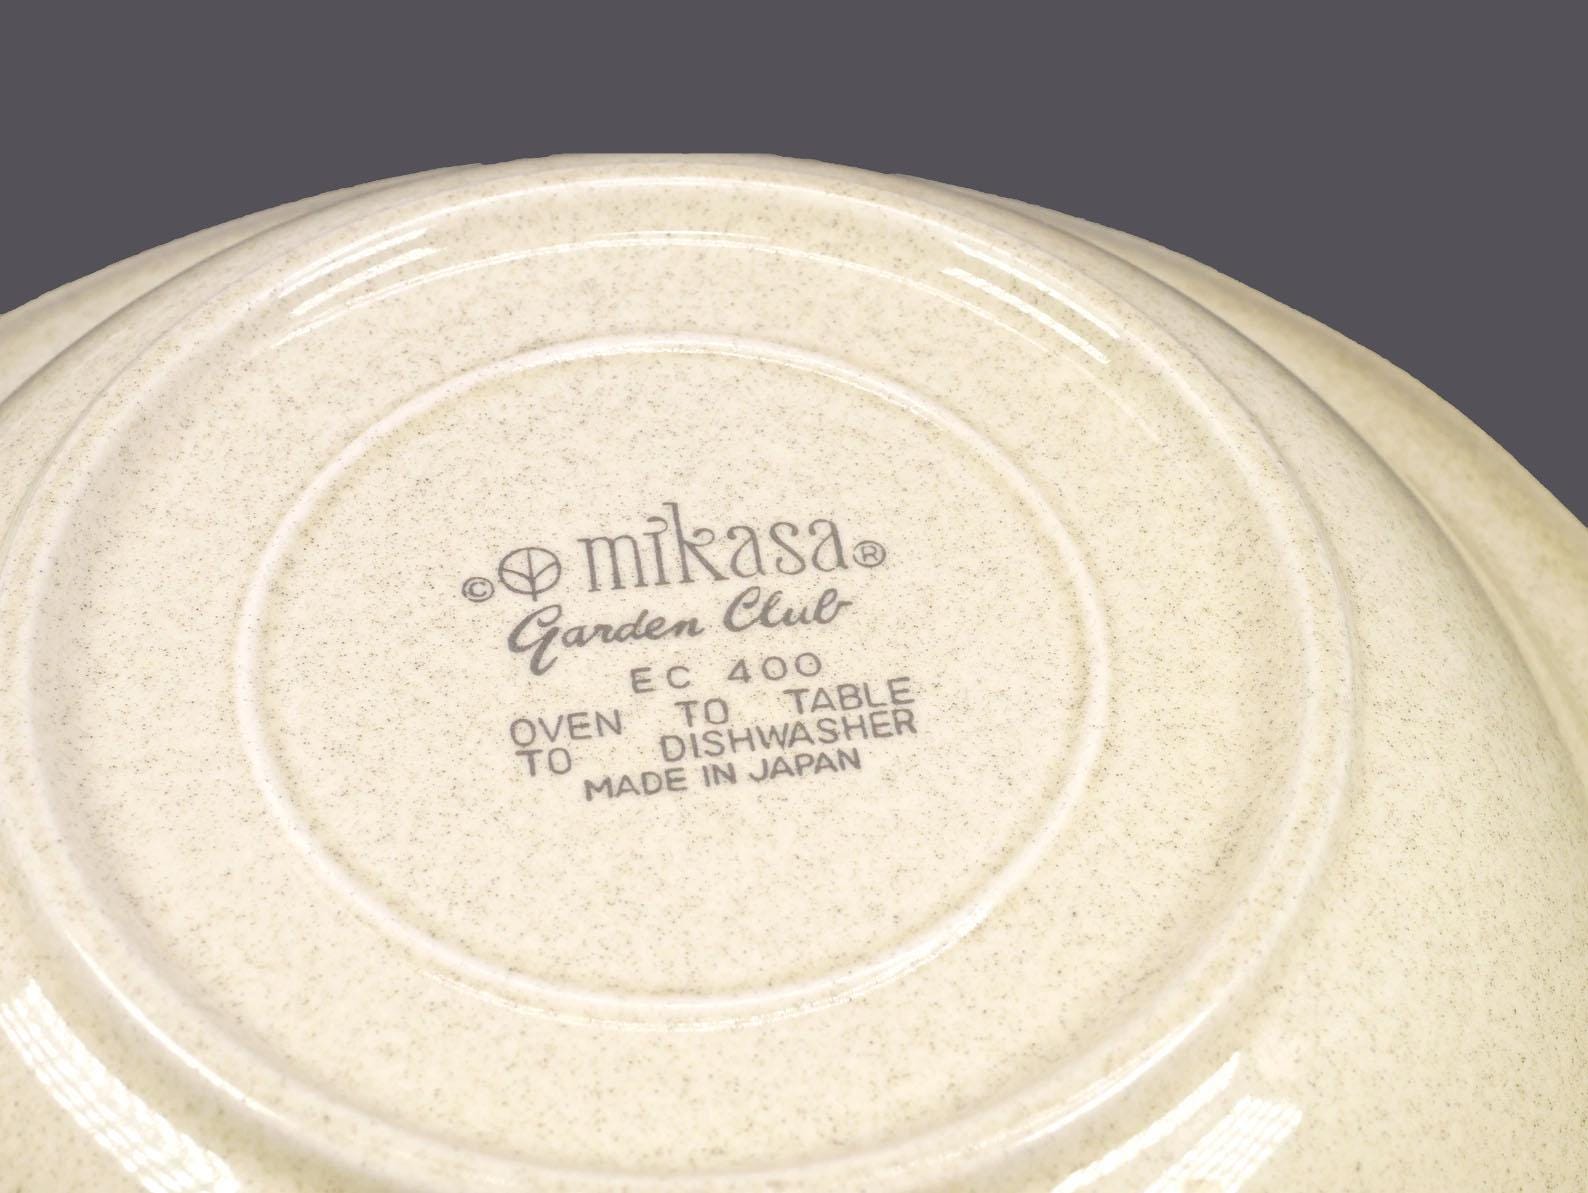 © mikasa®
Garden Club
EC 400
OVEN TO TABLE
TO DISHWASHER
MADE IN JAPAN